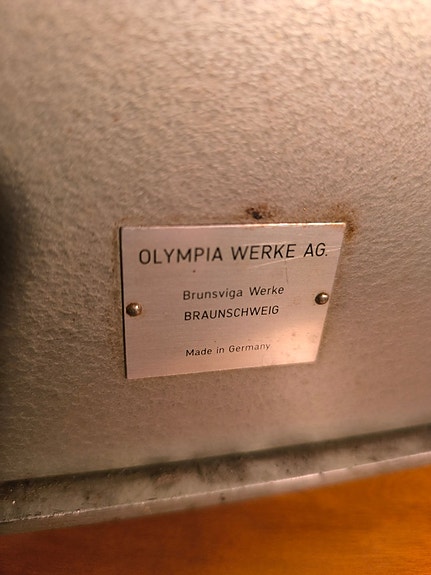 OLYMPIA WERKE AG.
Brunsviga Werke
BRAUNSCHWEIG
Made in Germany